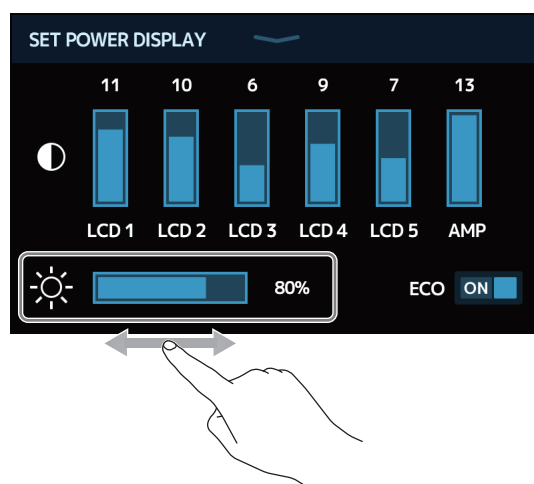 SET POWER DISPLAY
11 10 6 9 7 13
LCD 1 LCD 2 LCD 3 LCD 4 LCD 5 AMP
80% ECO ON